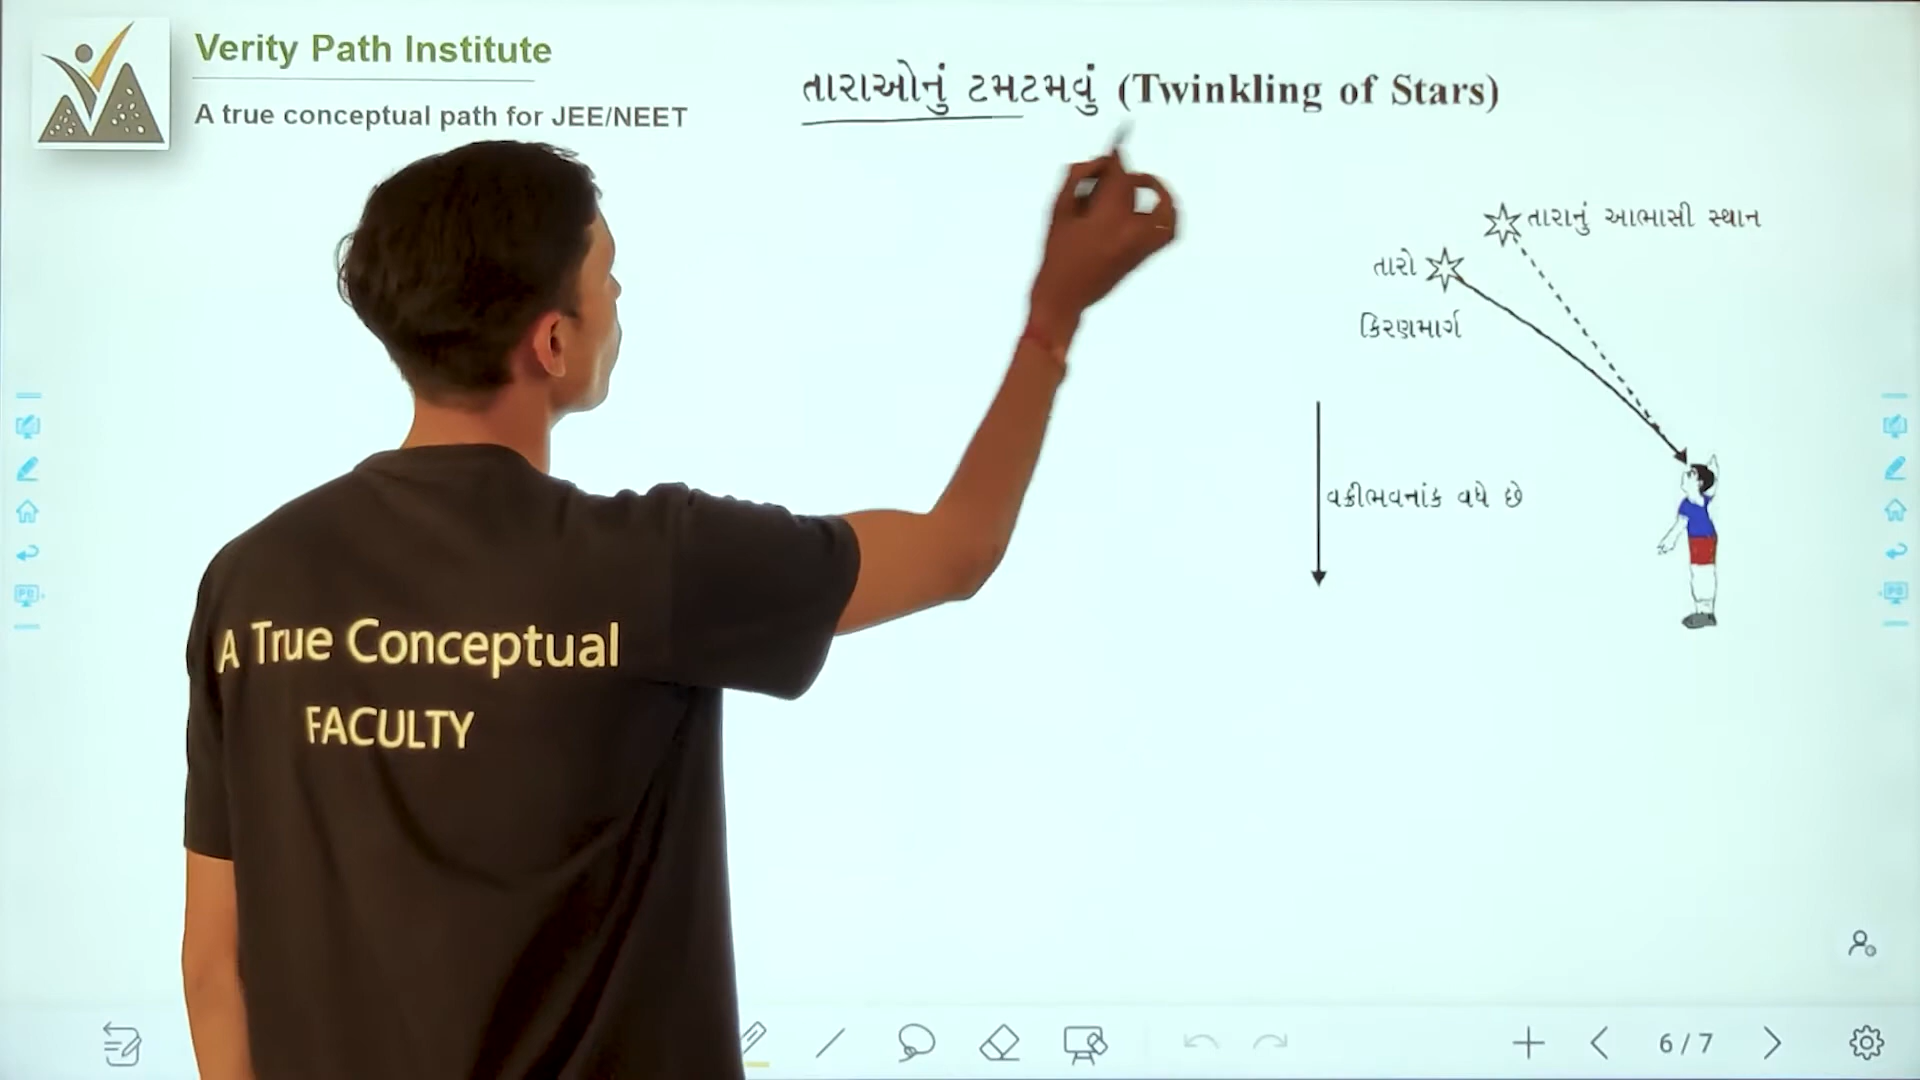 Verity Path Institute
A true conceptual path for JEE/NEET
તારાઓનું ટમટમવું (Twinkling of Stars)
તારાનું આભાસી સ્થાન
તારો
કિરણમાર્ગ
વક્રીભવનાંક વધે છે
A True Conceptual
FACULTY
6/7